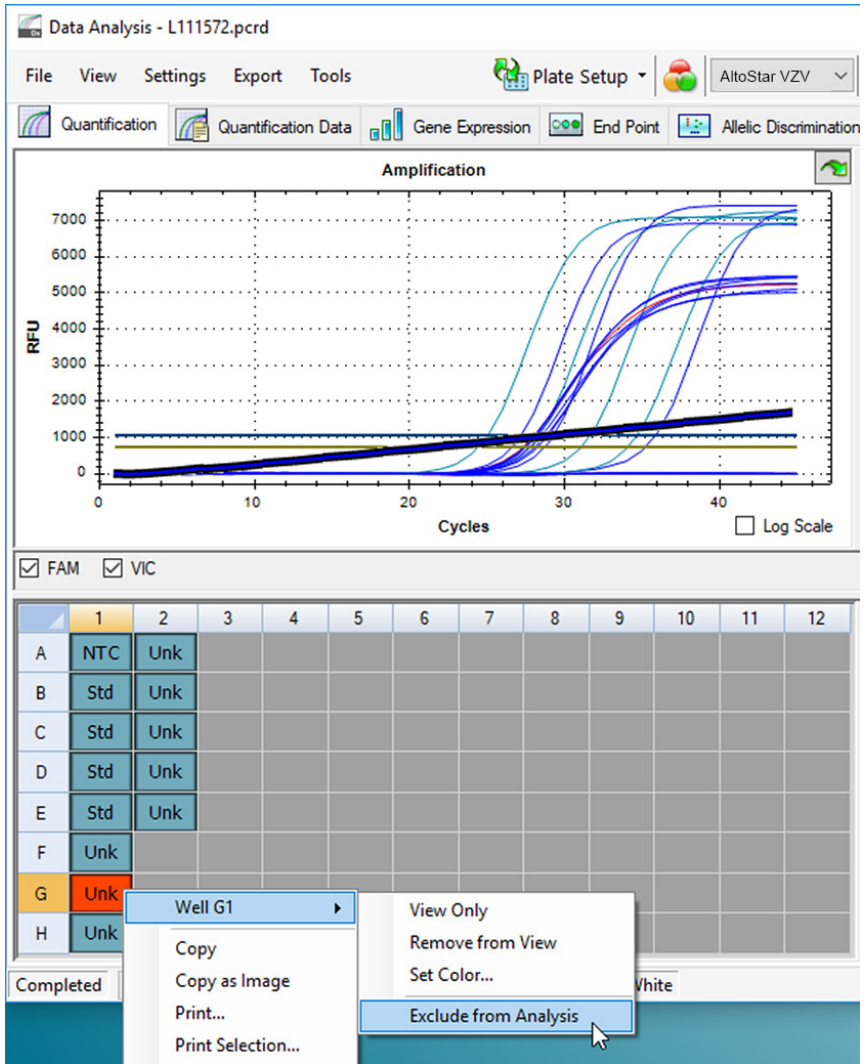 Data Analysis - L111572.pcrd
File View Settings Export Tools Plate Setup AltoStar VZV
Quantification Quantification Data Gene Expression End Point Allelic Discrimination
Amplification
7000
6000
5000
4000
3000
2000
1000
0
RFU
0 10 20 30 40
Cycles
Log Scale
FAM VIC
1 2 3 4 5 6 7 8 9 10 11 12
A NTC Unk
B Std Unk
C Std Unk
D Std Unk
E Std Unk
F Unk
G Unk
H Unk
Well G1
Copy
Copy as Image
Print...
Print Selection...
View Only
Remove from View
Set Color...
Exclude from Analysis
Completed